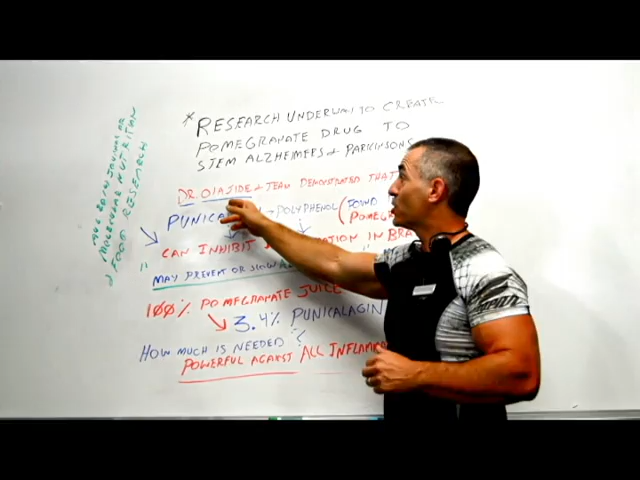 * RESEARCH UNDERWAY TO CREATE
POMEGRANATE DRUG TO
STEM ALZHEIMERS & PARKINSONS
DR. OLAJIDE & TEAM DEMONSTRATED THAT
PUNICA POLYPHENOL (FOUND
POMEG
CAN INHIBIT ATION IN BRA
" MAY PREVENT OR SLOW "
100% POMEGRANATE JUICE
3.4% PUNICALAGIN
HOW MUCH IS NEEDED ?
POWERFUL AGAINST ALL INFLAMMA
JOURNAL OF
MOLECULAR NUTRITION
& FOOD RESEARCH